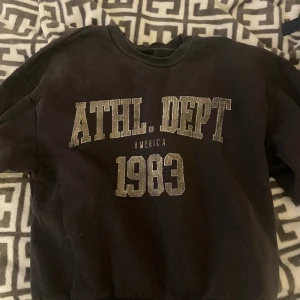 ATHL. DEPT
AMERICA
1983